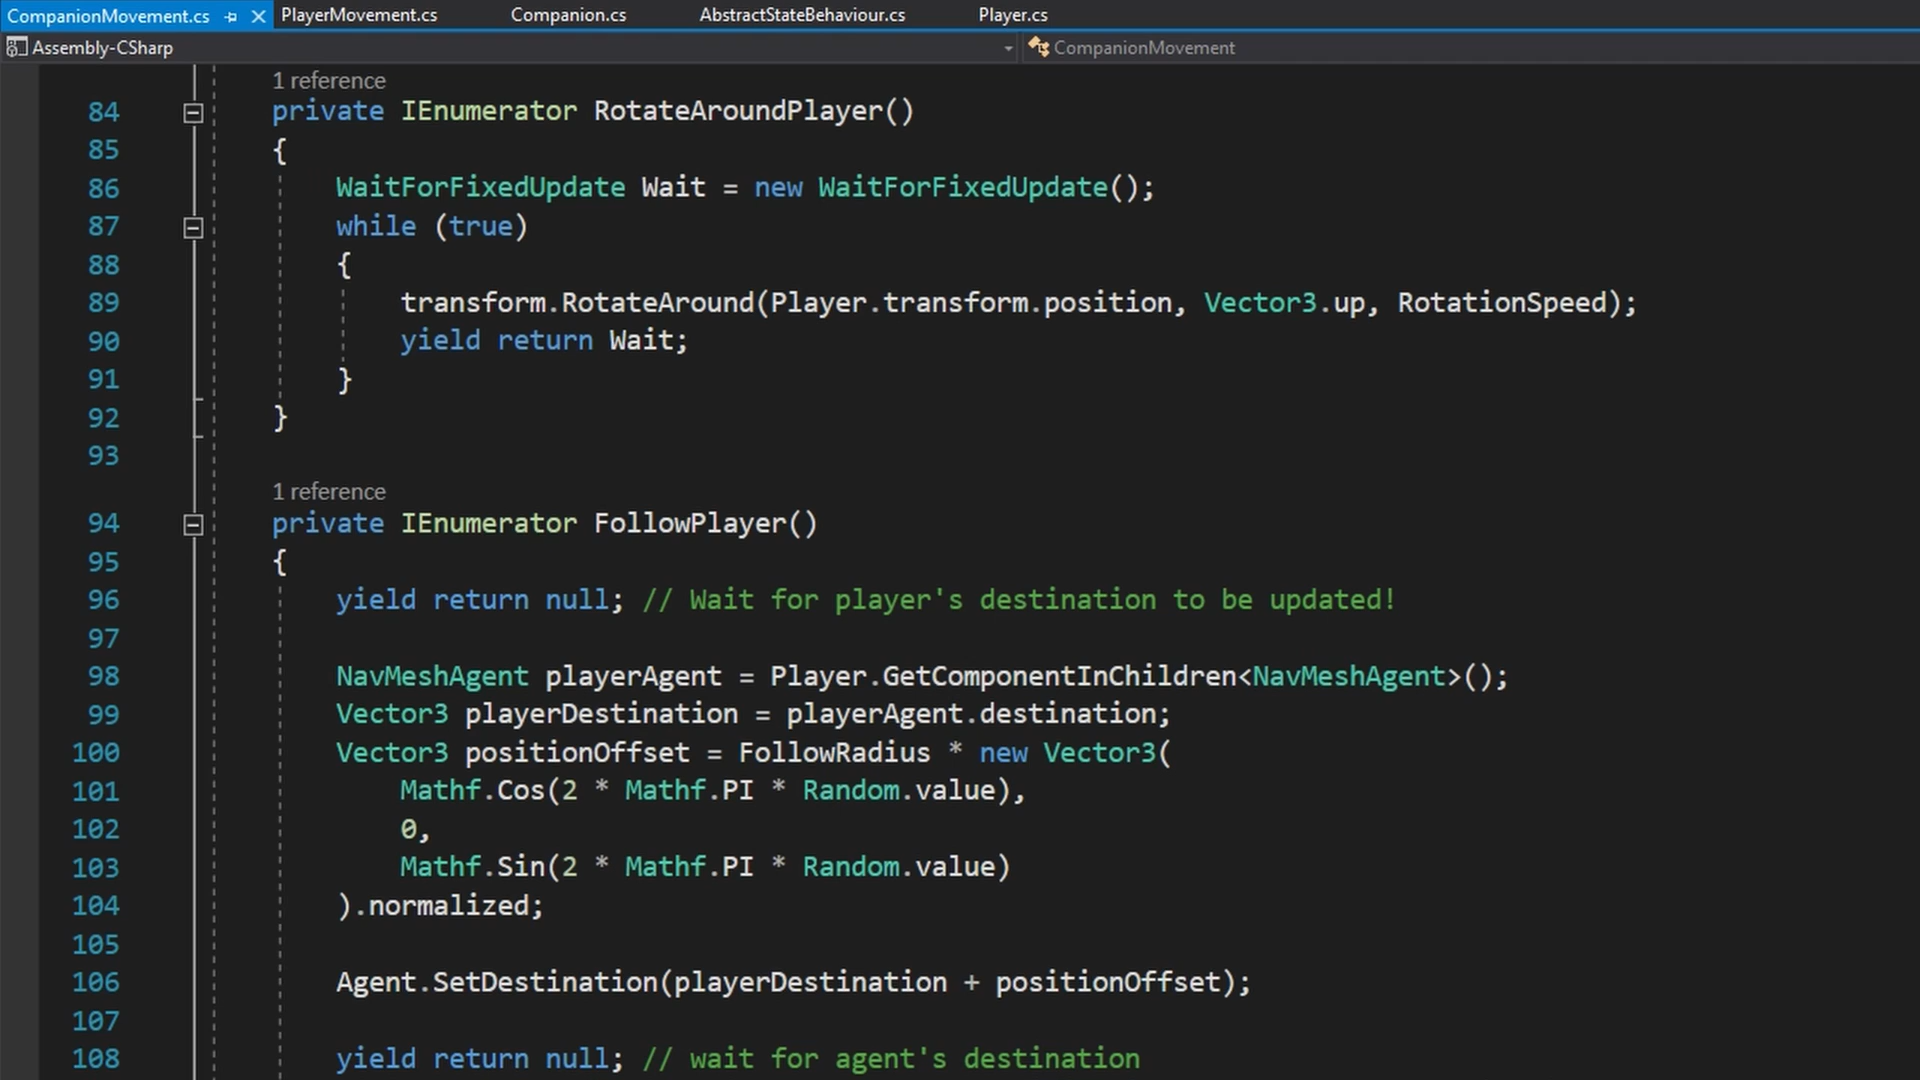 CompanionMovement.cs PlayerMovement.cs Companion.cs AbstractStateBehaviour.cs Player.cs
Assembly-CSharp CompanionMovement
1 reference
84 private IEnumerator RotateAroundPlayer()
85 {
86 WaitForFixedUpdate Wait = new WaitForFixedUpdate();
87 while (true)
88 {
89 transform.RotateAround(Player.transform.position, Vector3.up, RotationSpeed);
90 yield return Wait;
91 }
92 }
93
1 reference
94 private IEnumerator FollowPlayer()
95 {
96 yield return null; // Wait for player's destination to be updated!
97
98 NavMeshAgent playerAgent = Player.GetComponentInChildren<NavMeshAgent>();
99 Vector3 playerDestination = playerAgent.destination;
100 Vector3 positionOffset = FollowRadius * new Vector3(
101 Mathf.Cos(2 * Mathf.PI * Random.value),
102 0,
103 Mathf.Sin(2 * Mathf.PI * Random.value)
104 ).normalized;
105
106 Agent.SetDestination(playerDestination + positionOffset);
107
108 yield return null; // wait for agent's destination